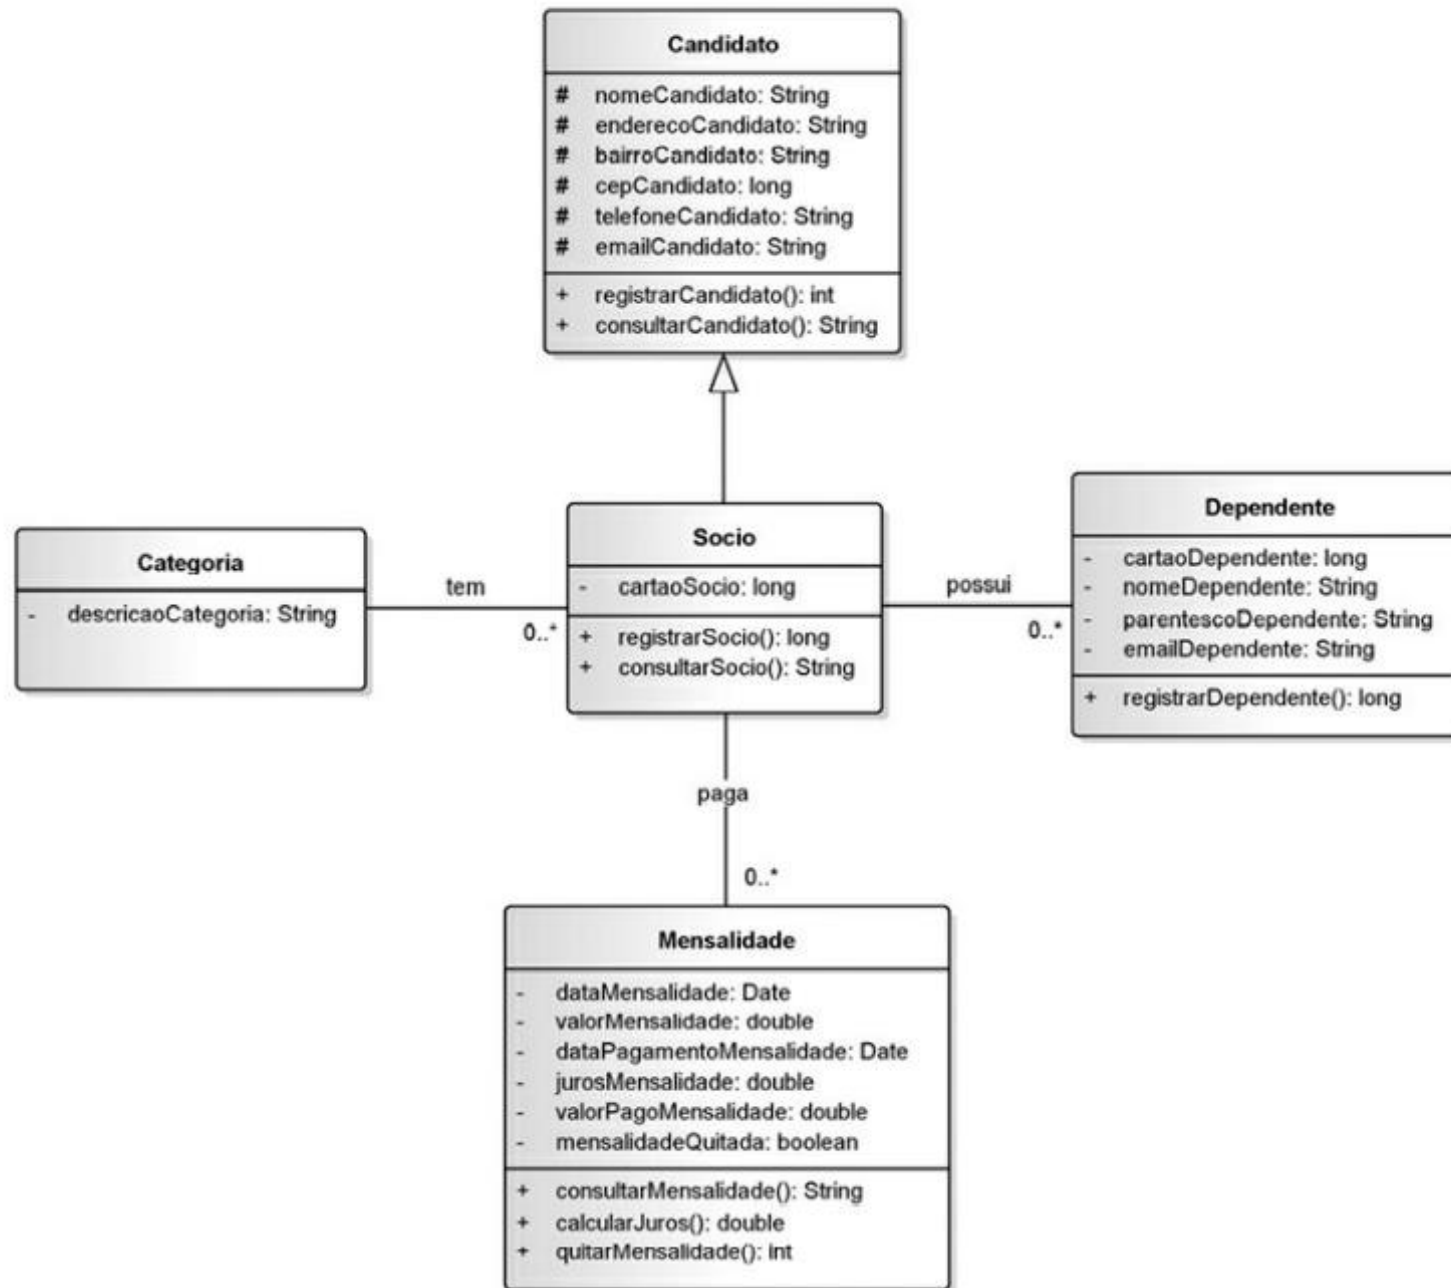 Candidato
# nomeCandidato: String
# enderecoCandidato: String
# bairroCandidato: String
# cepCandidato: long
# telefoneCandidato: String
# emailCandidato: String
+ registrarCandidato(): int
+ consultarCandidato(): String
Categoria
- descricaoCategoria: String
tem
0..*
Socio
- cartaoSocio: long
+ registrarSocio(): long
+ consultarSocio(): String
possui
0..*
Dependente
- cartaoDependente: long
- nomeDependente: String
- parentescoDependente: String
- emailDependente: String
+ registrarDependente(): long
paga
0..*
Mensalidade
- dataMensalidade: Date
- valorMensalidade: double
- dataPagamentoMensalidade: Date
- jurosMensalidade: double
- valorPagoMensalidade: double
- mensalidadeQuitada: boolean
+ consultarMensalidade(): String
+ calcularJuros(): double
+ quitarMensalidade(): int